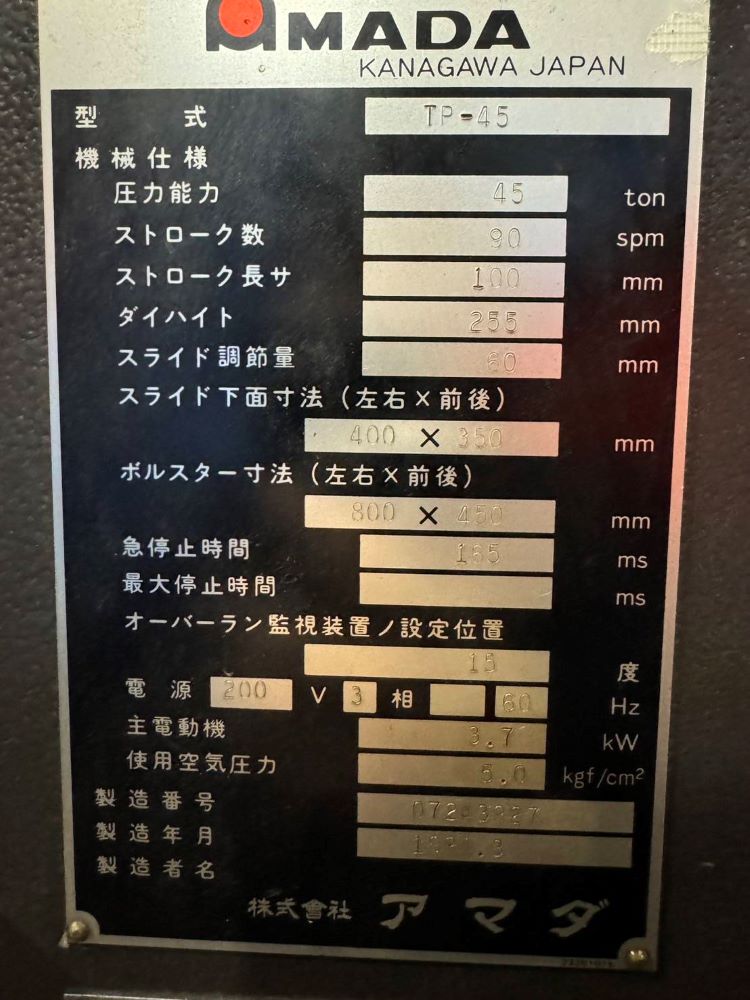 AMADA
KANAGAWA JAPAN
型 式 TP-45
機械仕様
圧力能力 45 ton
ストローク数 90 spm
ストローク長サ 100 mm
ダイハイト 255 mm
スライド調節量 60 mm
スライド下面寸法(左右×前後)
400 × 350 mm
ボルスター寸法(左右×前後)
800 × 450 mm
急停止時間 165 ms
最大停止時間 ms
オーバーラン監視装置ノ設定位置
15 度
電源 200 V 3 相 60 Hz
主電動機 3.7 kW
使用空気圧力 5.0 kgf/cm²
製造番号
製造年月
製造者名
株式會社 アマダ